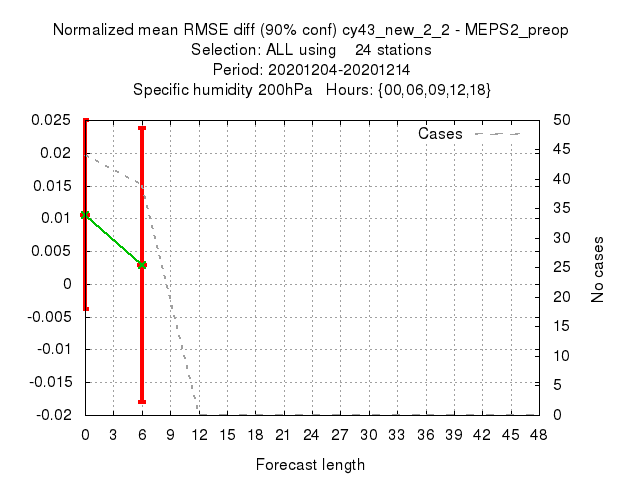 Normalized mean RMSE diff (90% conf) cy43_new_2_2 - MEPS2_preop
Selection: ALL using 24 stations
Period: 20201204-20201214
Specific humidity 200hPa Hours: {00,06,09,12,18}
Cases
0.025
0.02
0.015
0.01
0.005
0
-0.005
-0.01
-0.015
-0.02
50
45
40
35
30
25
20
15
10
5
0
No cases
0 3 6 9 12 15 18 21 24 27 30 33 36 39 42 45 48
Forecast length